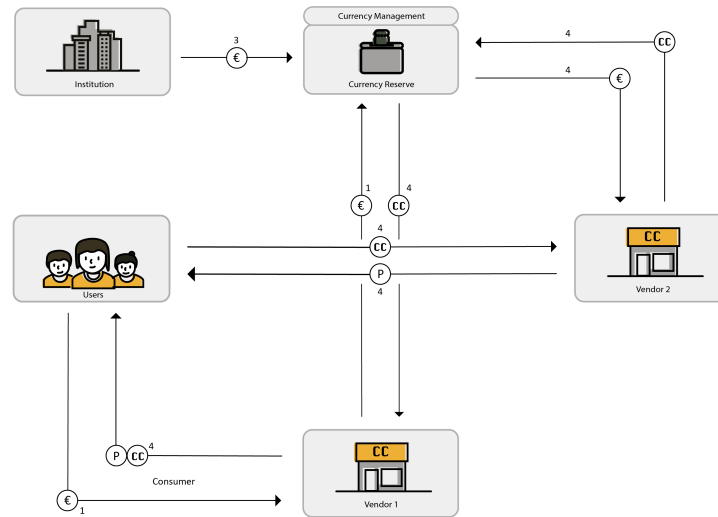 Currency Management
3
€
Institution
Currency Reserve
4
CC
4
€
1
€
4
CC
4
CC
P
4
CC
Vendor 2
Users
P
CC
4
Consumer
€
1
CC
Vendor 1